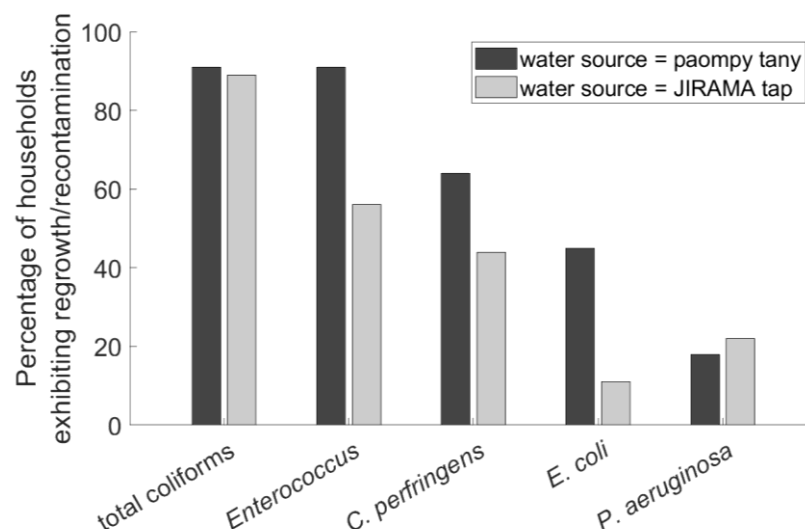 100
80
60
40
20
0
Percentage of households
exhibiting regrowth/recontamination
water source = paompy tany
water source = JIRAMA tap
total coliforms
Enterococcus
C. perfringens
E. coli
P. aeruginosa